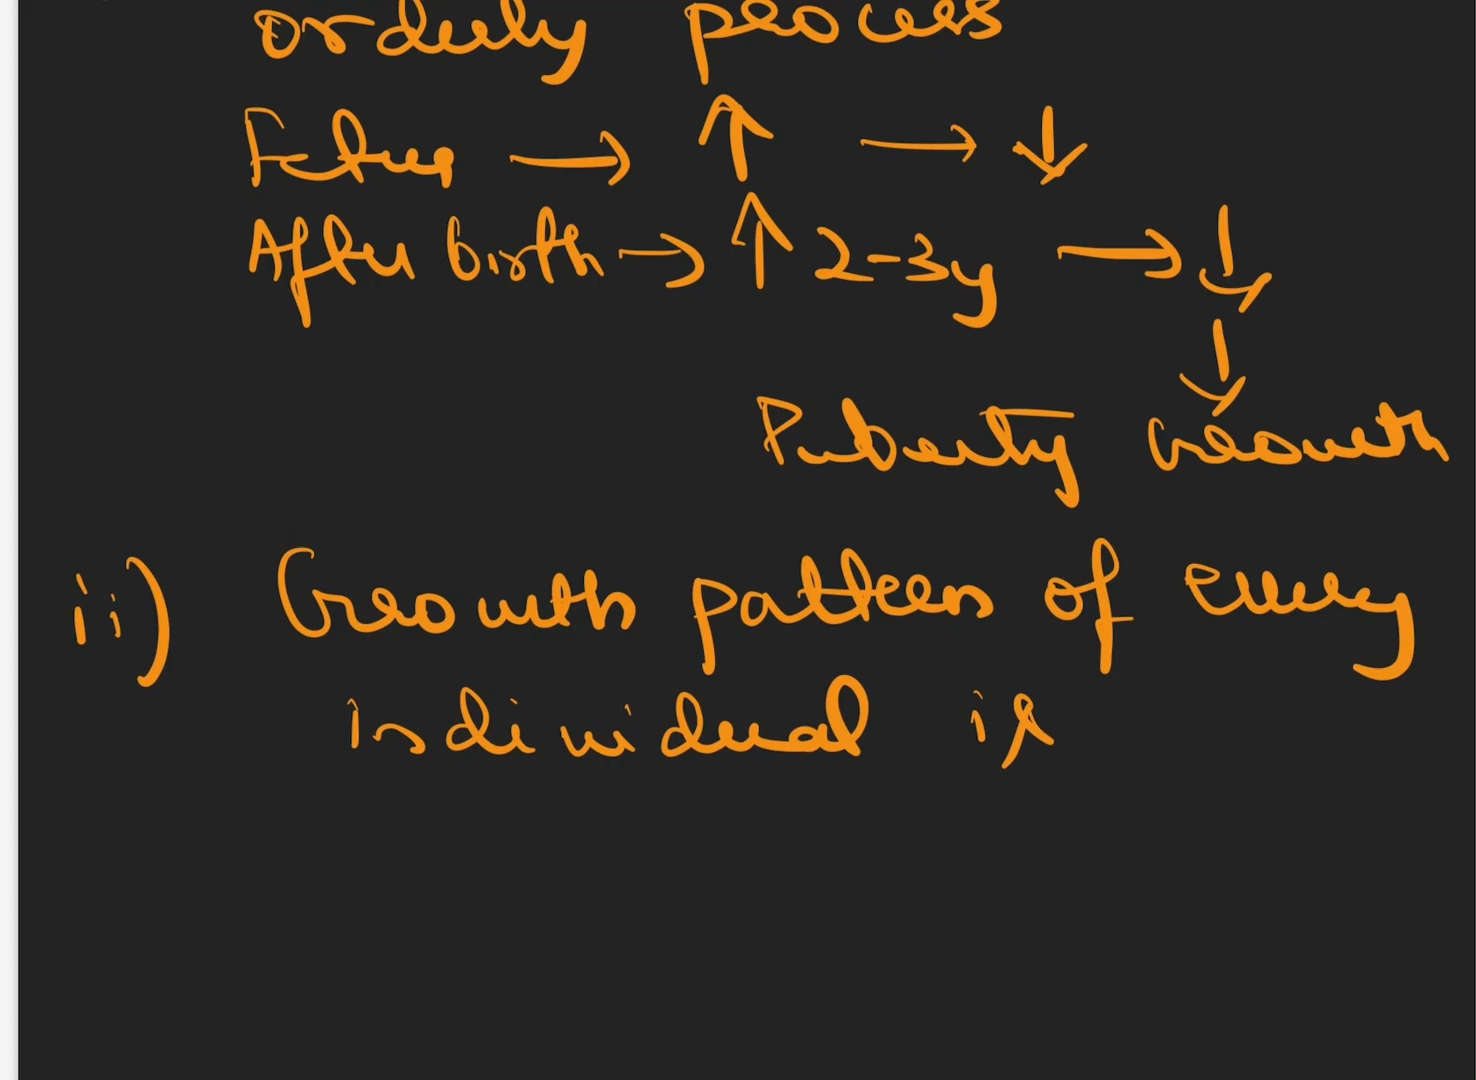 orderly process
Fetus → ↑ → ↓
After birth → ↑ 2-3y → ↓
↓
Puberty Growth
ii) Growth pattern of every
individual is